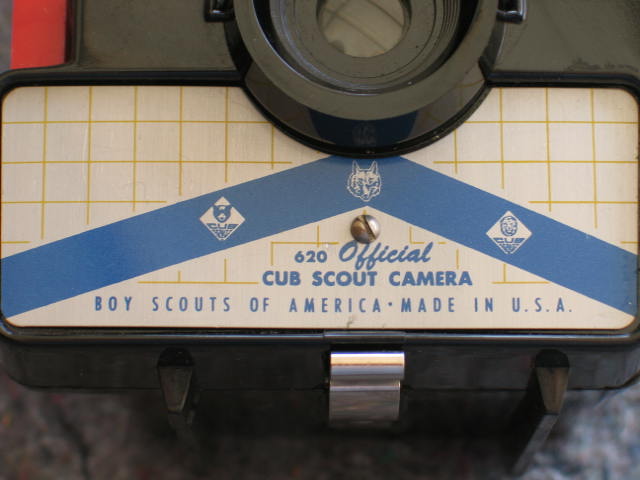 620 Official
CUB SCOUT CAMERA
BOY SCOUTS OF AMERICA • MADE IN U.S.A.